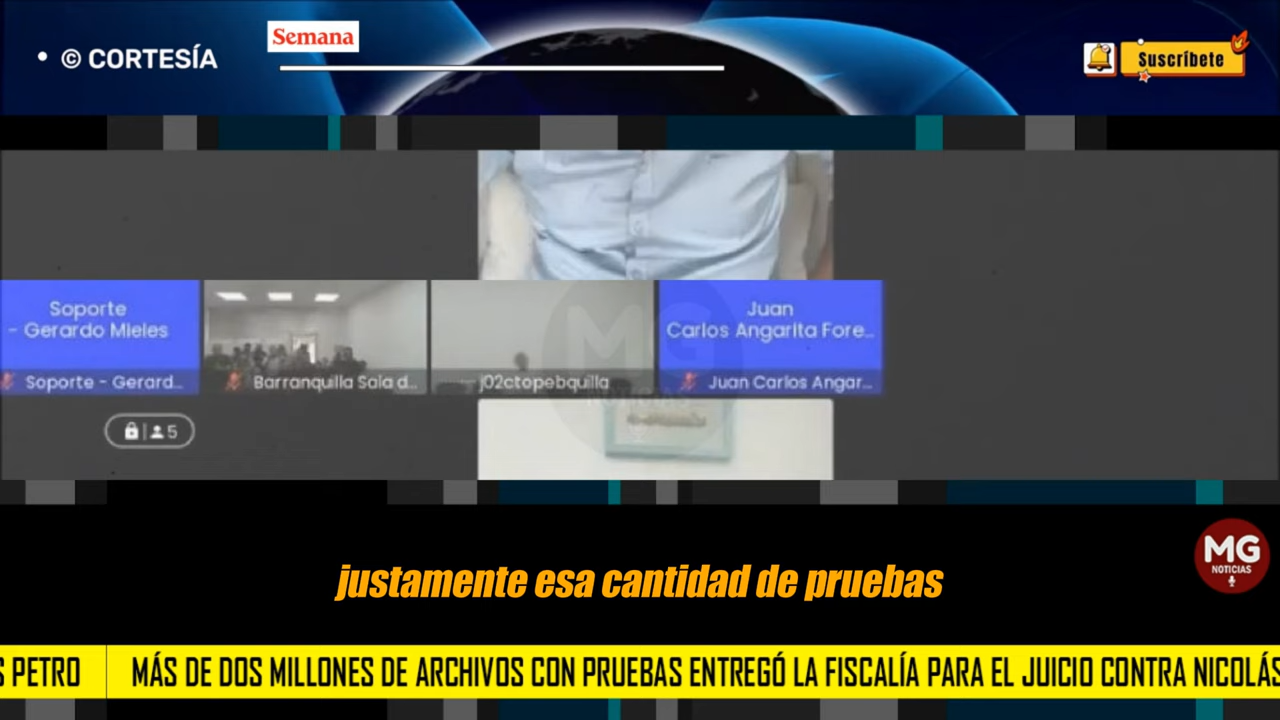 © CORTESÍA
Semana
Suscríbete
Soporte
- Gerardo Mieles
Juan
Carlos Angarita Fore...
Soporte - Gerard...
Barranquilla Sala d...
j02ctopebquilla
Juan Carlos Angar...
MG
NOTICIAS
5
MG
NOTICIAS
justamente esa cantidad de pruebas
S PETRO
MÁS DE DOS MILLONES DE ARCHIVOS CON PRUEBAS ENTREGÓ LA FISCALÍA PARA EL JUICIO CONTRA NICOLÁS